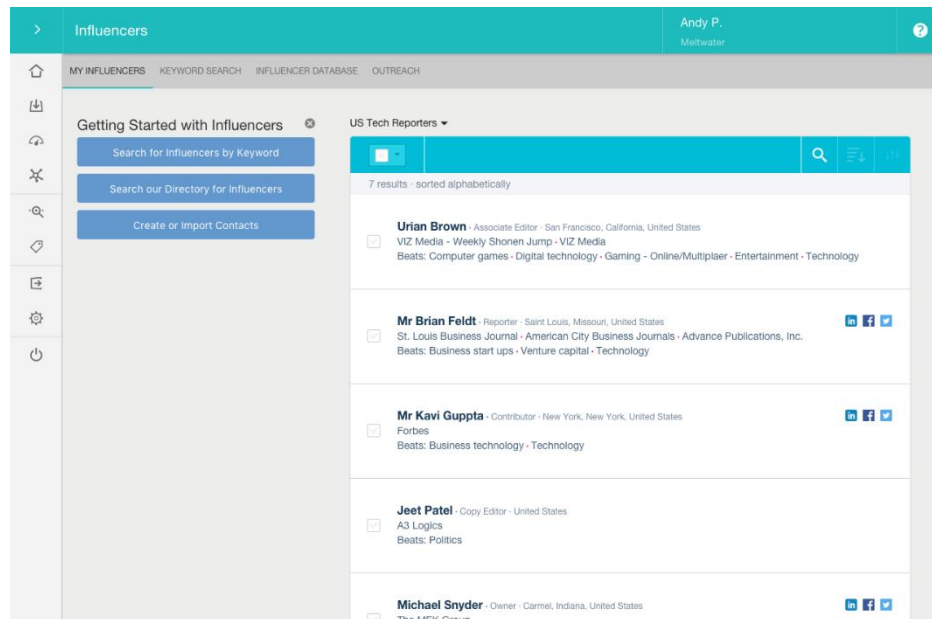 Influencers
Andy P.
Meltwater
?
MY INFLUENCERS KEYWORD SEARCH INFLUENCER DATABASE OUTREACH
Getting Started with Influencers
Search for Influencers by Keyword
Search our Directory for Influencers
Create or Import Contacts
US Tech Reporters
7 results · sorted alphabetically
Urian Brown · Associate Editor · San Francisco, California, United States
VIZ Media - Weekly Shonen Jump · VIZ Media
Beats: Computer games · Digital technology · Gaming - Online/Multiplaer · Entertainment · Technology
Mr Brian Feldt · Reporter · Saint Louis, Missouri, United States
St. Louis Business Journal · American City Business Journals · Advance Publications, Inc.
Beats: Business start ups · Venture capital · Technology
Mr Kavi Guppta · Contributor · New York, New York, United States
Forbes
Beats: Business technology · Technology
Jeet Patel · Copy Editor · United States
A3 Logics
Beats: Politics
Michael Snyder · Owner · Carmel, Indiana, United States
The MEK Group